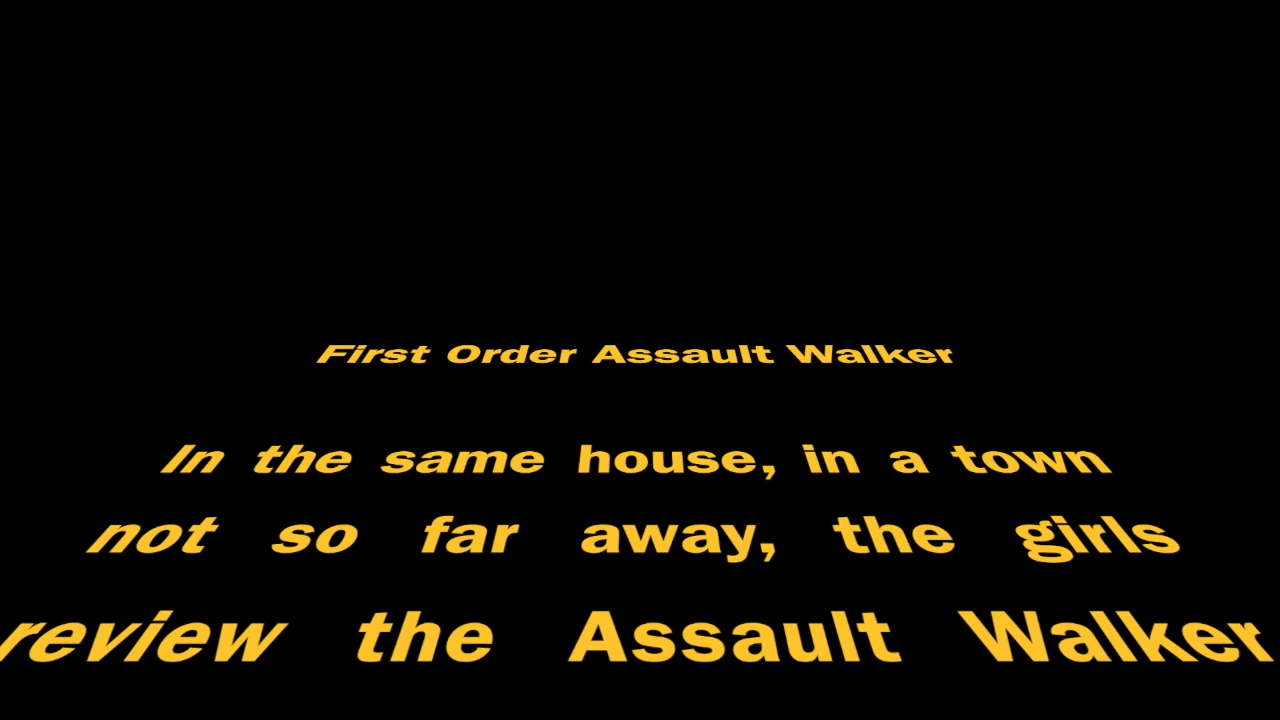 First Order Assault Walker
In the same house, in a town
not so far away, the girls
review the Assault Walker